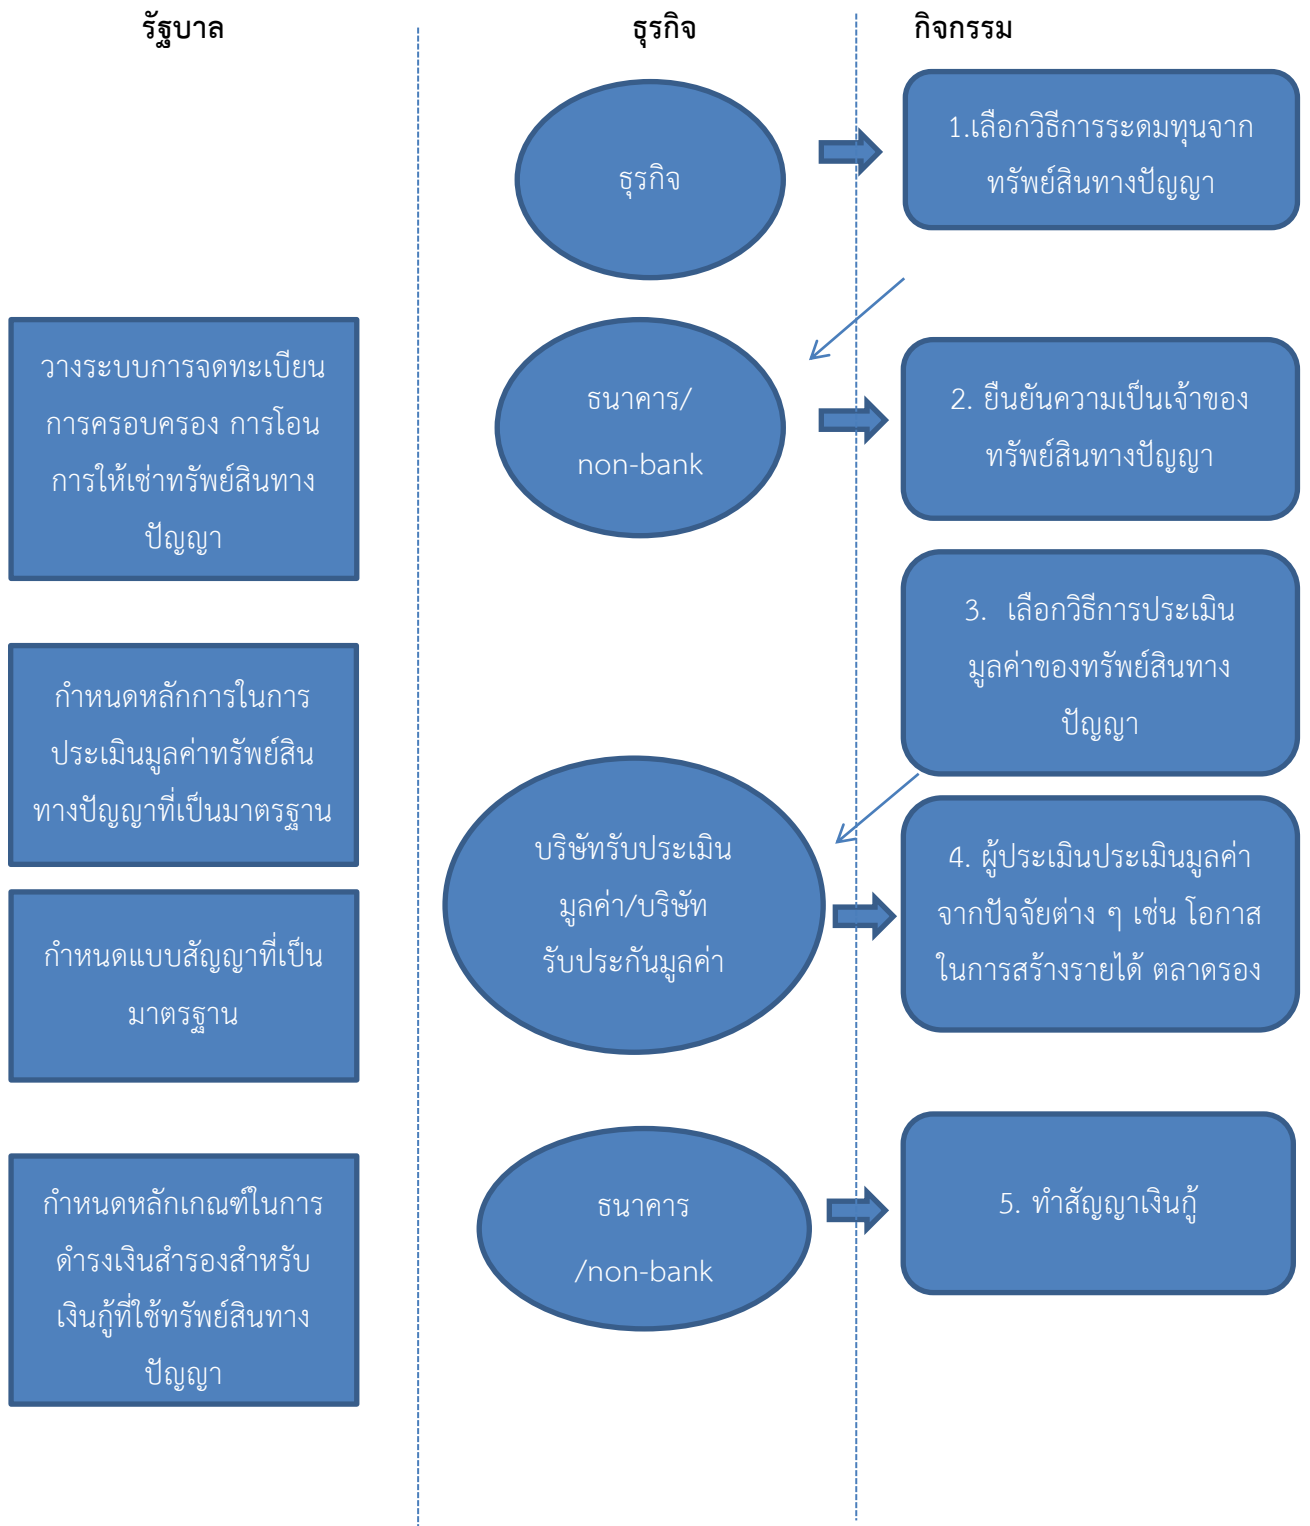 รัฐบาล
ธุรกิจ
กิจกรรม
ธุรกิจ
1.เลือกวิธีการระดมทุนจาก
ทรัพย์สินทางปัญญา
วางระบบการจดทะเบียน
การครอบครอง การโอน
การให้เช่าทรัพย์สินทาง
ปัญญา
ธนาคาร/
non-bank
2. ยืนยันความเป็นเจ้าของ
ทรัพย์สินทางปัญญา
3.  เลือกวิธีการประเมิน
มูลค่าของทรัพย์สินทาง
ปัญญา
กำหนดหลักการในการ
ประเมินมูลค่าทรัพย์สิน
ทางปัญญาที่เป็นมาตรฐาน
บริษัทรับประเมิน
มูลค่า/บริษัท
รับประกันมูลค่า
4. ผู้ประเมินประเมินมูลค่า
จากปัจจัยต่าง ๆ เช่น โอกาส
ในการสร้างรายได้ ตลาดรอง
กำหนดแบบสัญญาที่เป็น
มาตรฐาน
กำหนดหลักเกณฑ์ในการ
ดำรงเงินสำรองสำหรับ
เงินกู้ที่ใช้ทรัพย์สินทาง
ปัญญา
ธนาคาร
/non-bank
5. ทำสัญญาเงินกู้